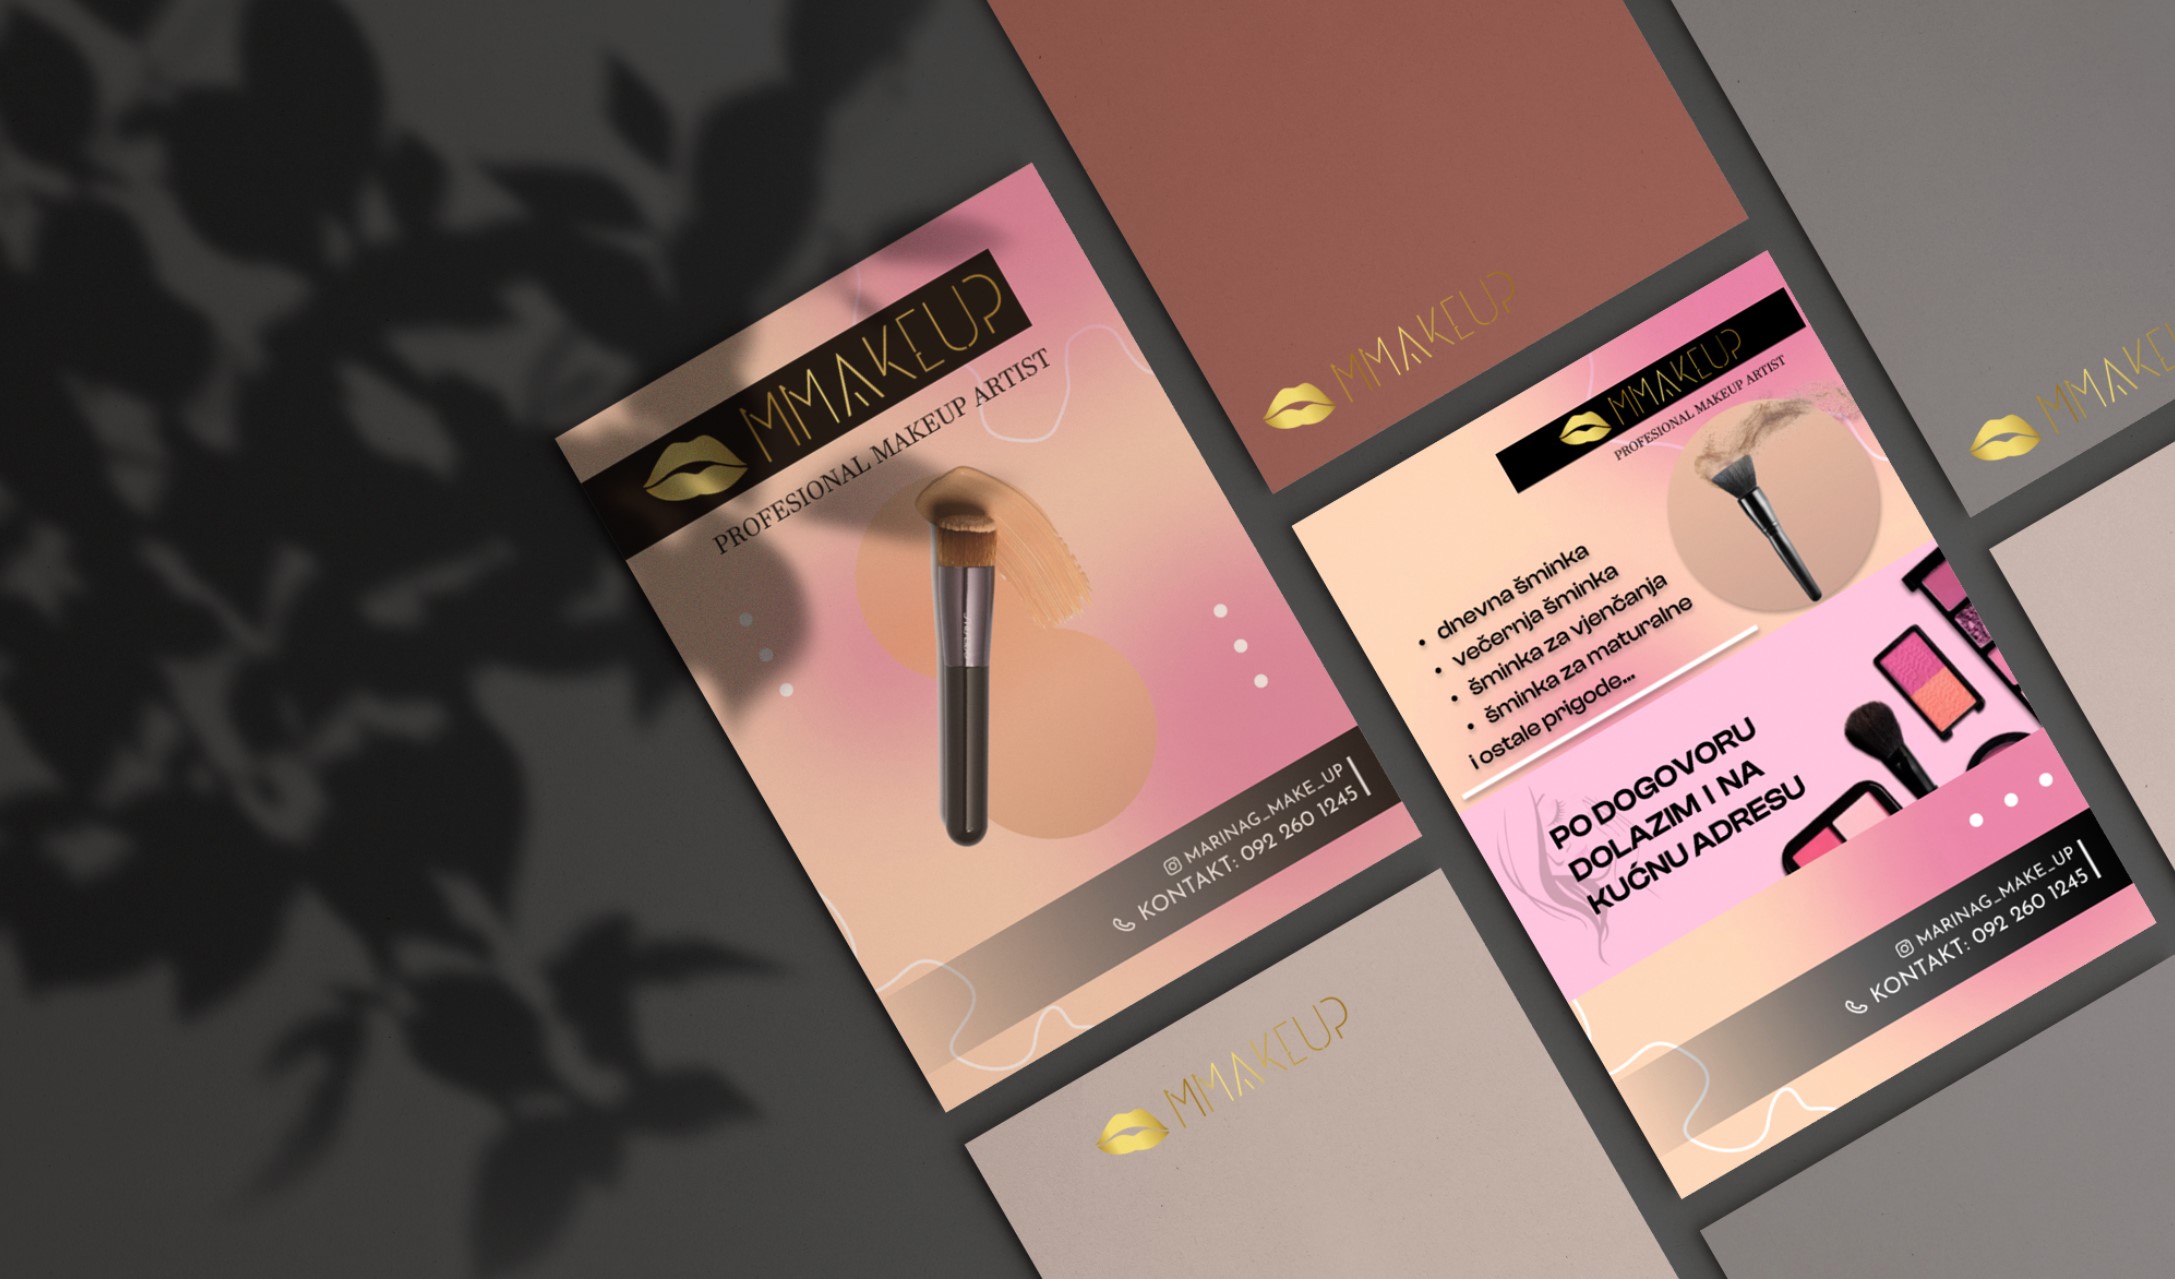 MMAKEUP
PROFESIONAL MAKEUP ARTIST
MARINAG_MAKE_UP
KONTAKT: 092 260 1245
MMAKEUP
MMAKEUP
PROFESIONAL MAKEUP ARTIST
• dnevna šminka
• večernja šminka
• šminka za vjenčanja
• šminka za maturalne
i ostale prigode...
PO DOGOVORU
DOLAZIM I NA
KUĆNU ADRESU
MARINAG_MAKE_UP
KONTAKT: 092 260 1245
MMAKEUP
MMAKE